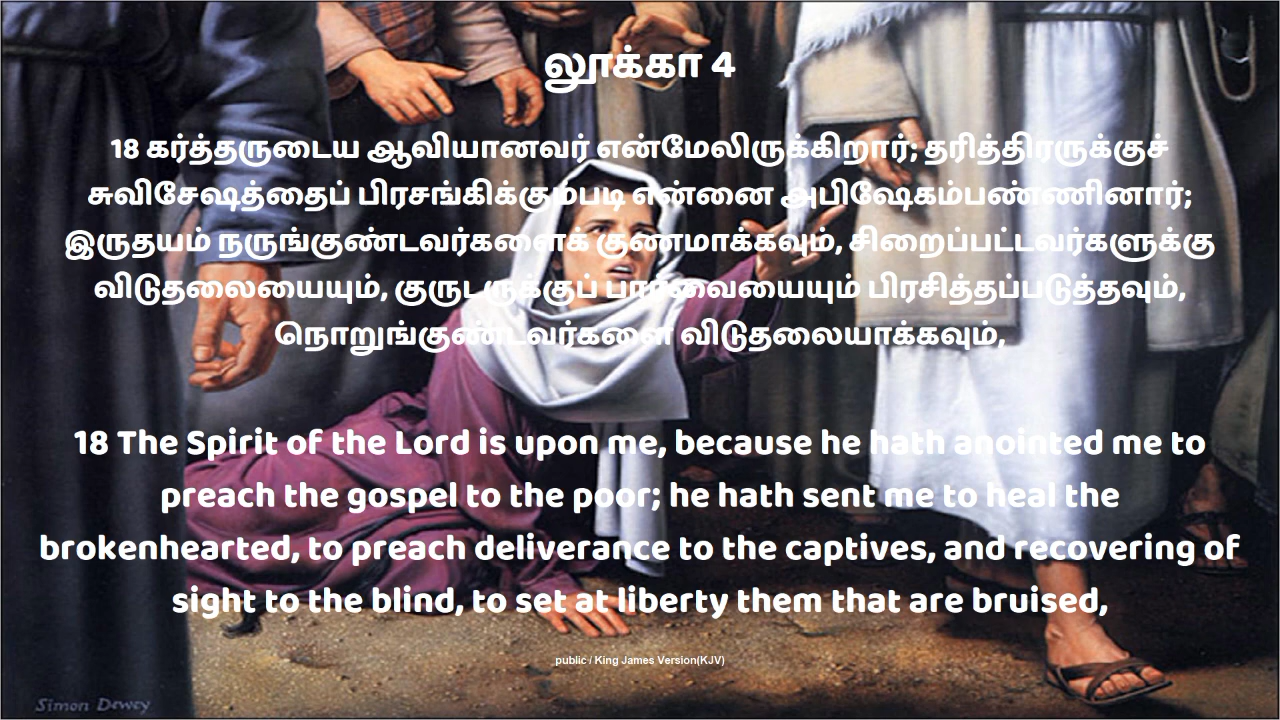 லூக்கா 4
18 கர்த்தருடைய ஆவியானவர் என்மேலிருக்கிறார்; தரித்திரருக்குச்
சுவிசேஷத்தைப் பிரசங்கிக்கும்படி என்னை அபிஷேகம்பண்ணினார்;
இருதயம் நருங்குண்டவர்களைக் குணமாக்கவும், சிறைப்பட்டவர்களுக்கு
விடுதலையையும், குருடருக்குப் பார்வையையும் பிரசித்தப்படுத்தவும்,
நொறுங்குண்டவர்களை விடுதலையாக்கவும்,
18 The Spirit of the Lord is upon me, because he hath anointed me to
preach the gospel to the poor; he hath sent me to heal the
brokenhearted, to preach deliverance to the captives, and recovering of
sight to the blind, to set at liberty them that are bruised,
public / King James Version(KJV)
Simon Dewey